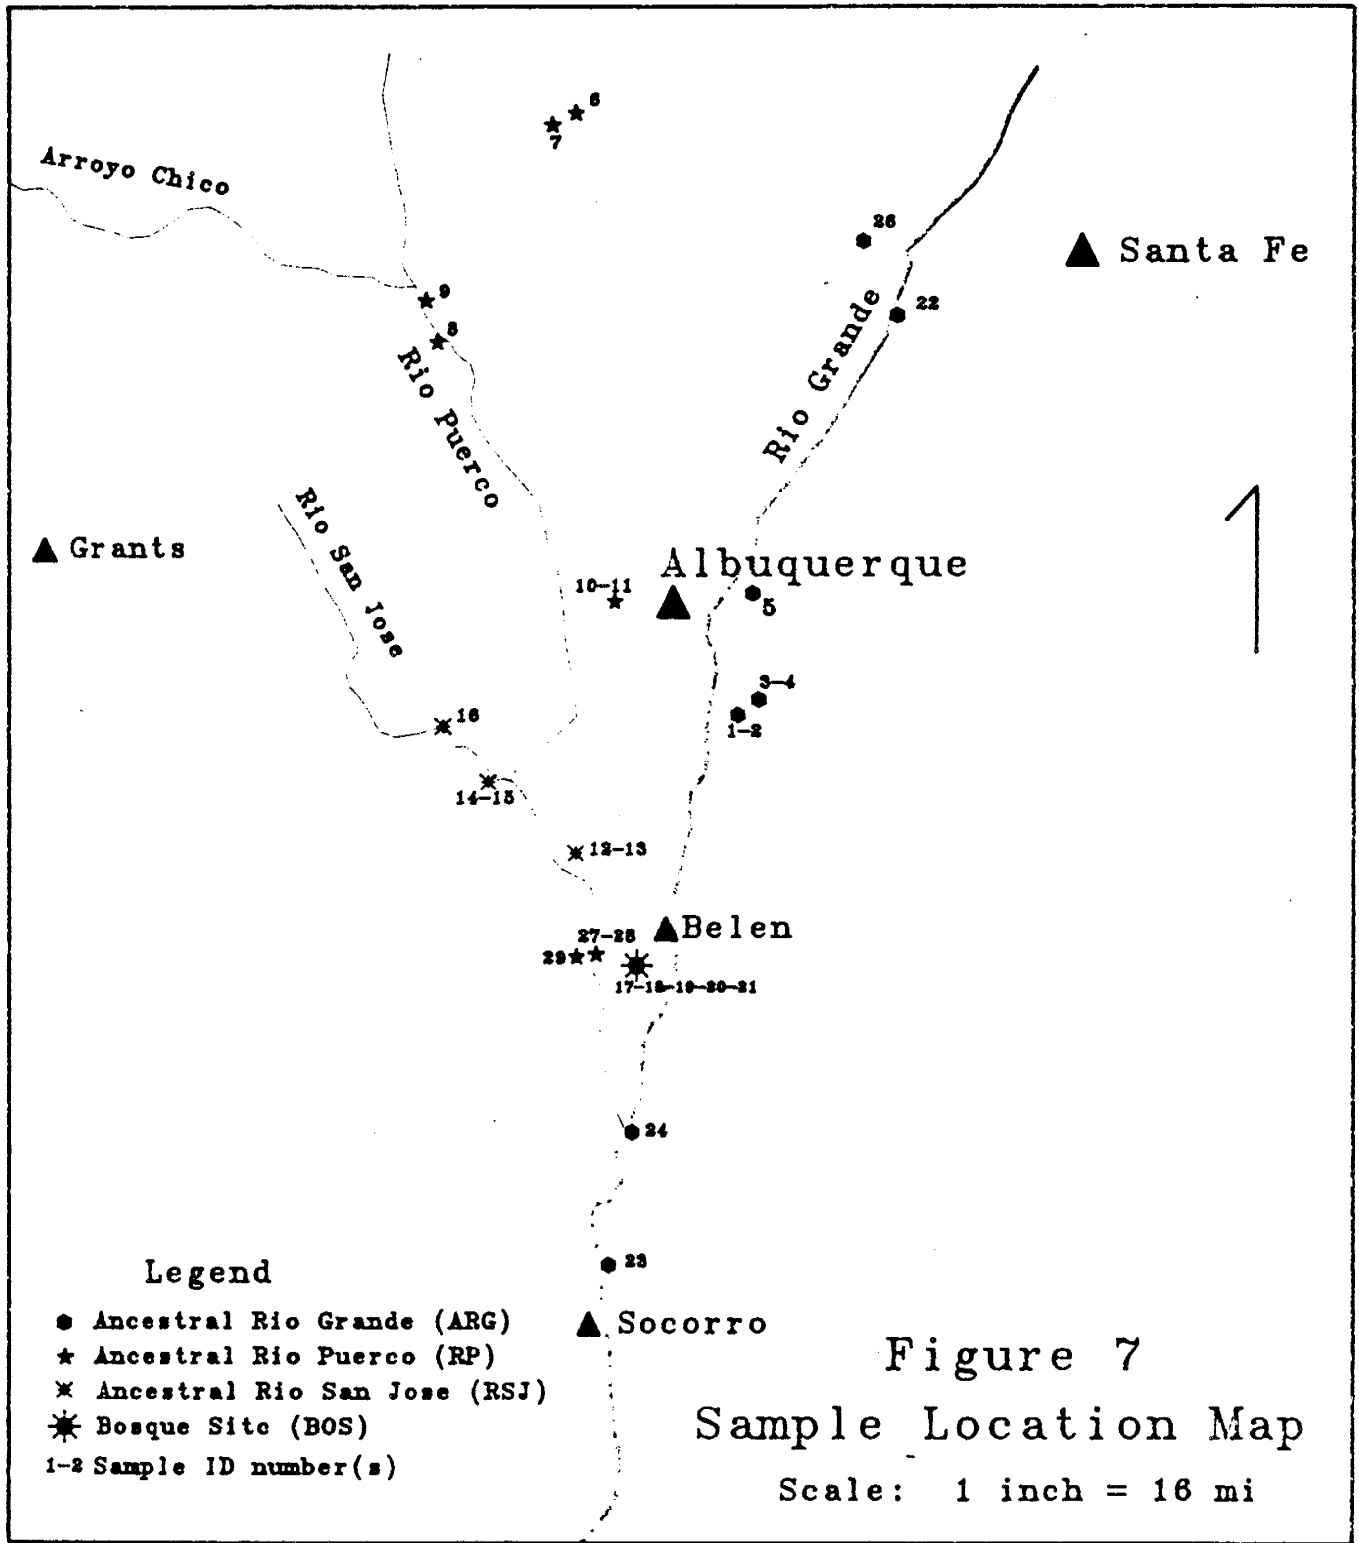 6
7
Arroyo Chico
26
Santa Fe
9
22
8
Rio Grande
Rio Puerco
Rio San Jose
Grants
Albuquerque
10-11
5
3-4
1-2
16
14-15
12-13
Belen
27-28
29
17-18-19-20-21
24
23
Legend
Ancestral Rio Grande (ARG)
Ancestral Rio Puerco (RP)
Ancestral Rio San Jose (RSJ)
Bosque Site (BOS)
1-2 Sample ID number(s)
Socorro
Figure 7
Sample Location Map
Scale: 1 inch = 16 mi